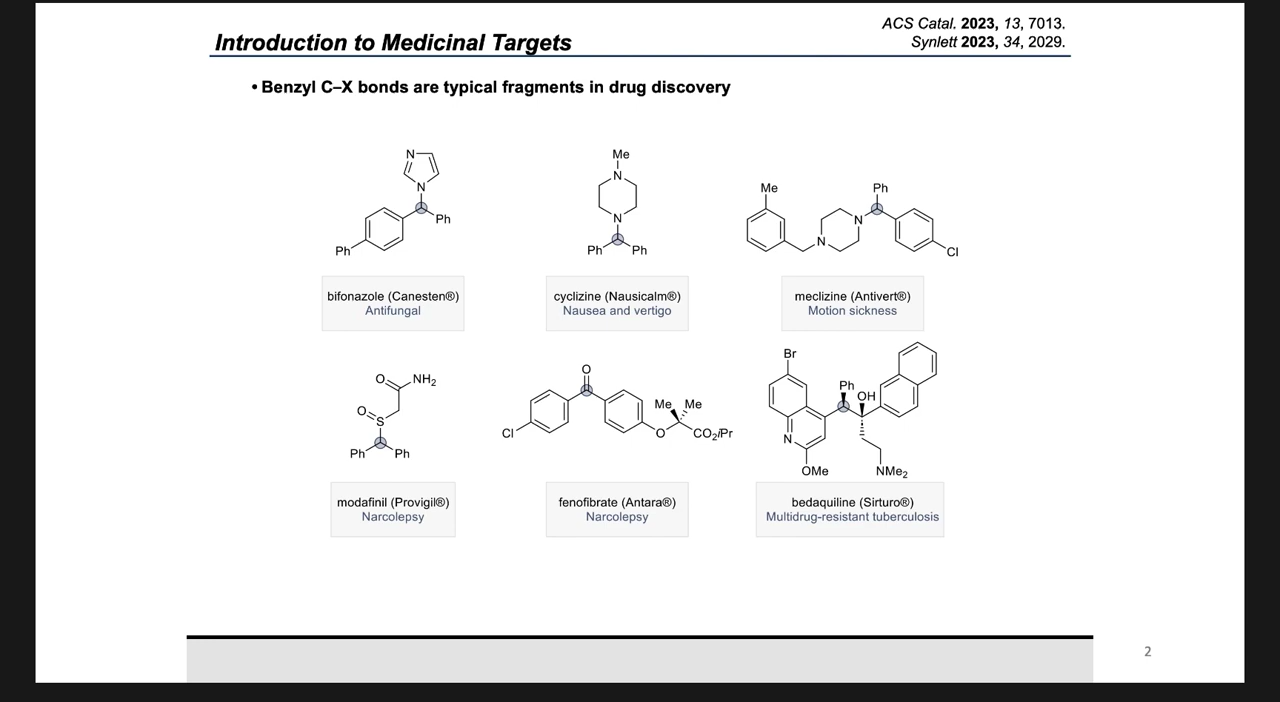 Introduction to Medicinal Targets
ACS Catal. 2023, 13, 7013.
Synlett 2023, 34, 2029.
• Benzyl C–X bonds are typical fragments in drug discovery
N
N
Ph
Ph
bifonazole (Canesten®)
Antifungal
Me
N
N
Ph Ph
cyclizine (Nausicalm®)
Nausea and vertigo
Me
Ph
N
N
Cl
meclizine (Antivert®)
Motion sickness
O
NH2
O
S
Ph Ph
modafinil (Provigil®)
Narcolepsy
O
Me Me
Cl
O
CO2iPr
fenofibrate (Antara®)
Narcolepsy
Br
Ph
OH
N
OMe
NMe2
bedaquiline (Sirturo®)
Multidrug-resistant tuberculosis
2